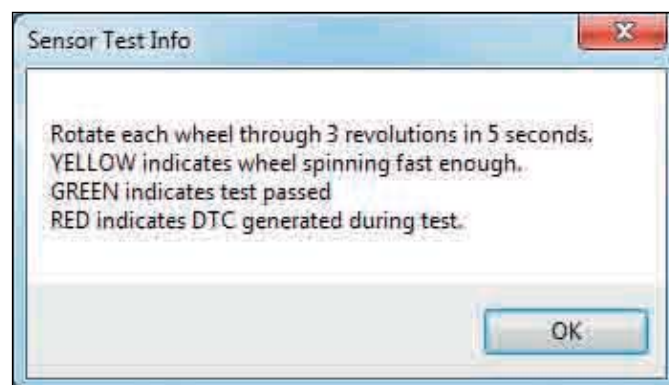 Sensor Test Info
Rotate each wheel through 3 revolutions in 5 seconds.
YELLOW indicates wheel spinning fast enough.
GREEN indicates test passed
RED indicates DTC generated during test.
OK